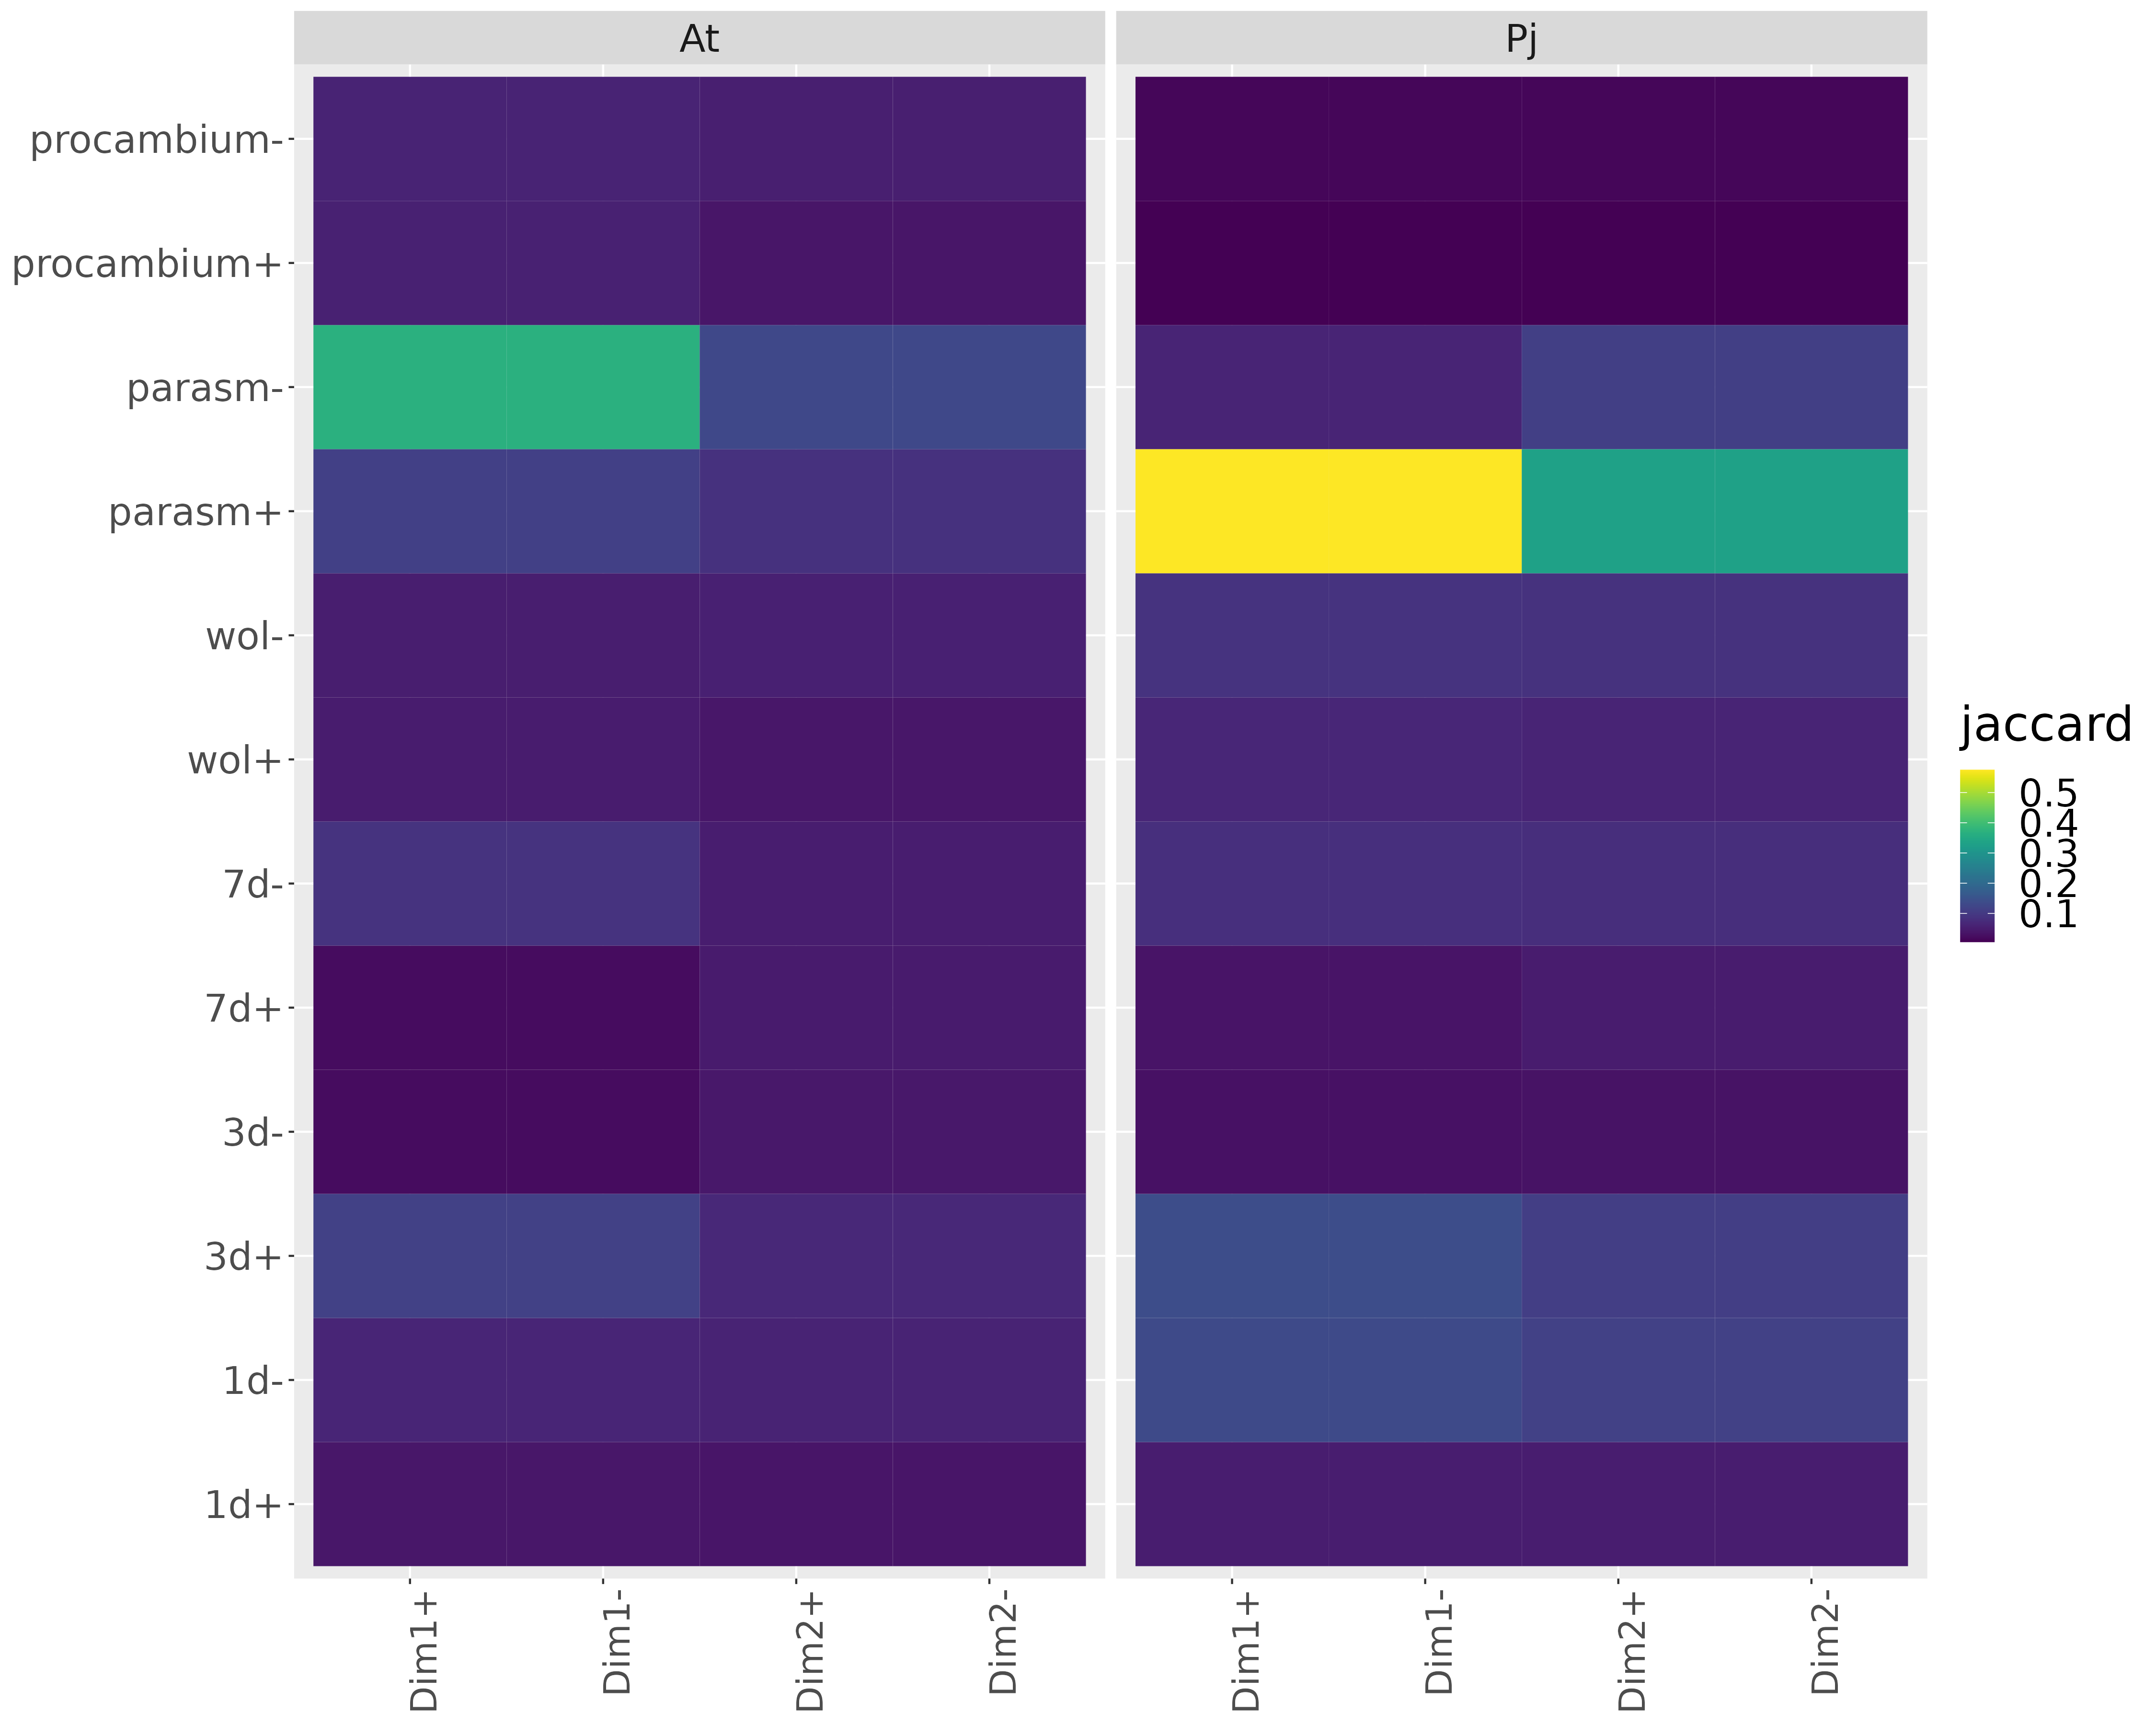 At Pj
procambium-
procambium+
parasm-
parasm+
wol-
wol+
7d-
7d+
3d-
3d+
1d-
1d+
Dim1+ Dim1- Dim2+ Dim2- Dim1+ Dim1- Dim2+ Dim2-
jaccard
0.5
0.4
0.3
0.2
0.1